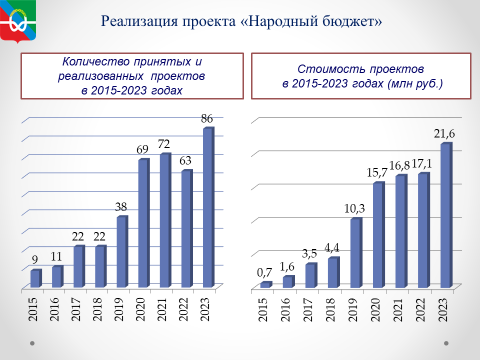 Реализация проекта «Народный бюджет»
Количество принятых и
реализованных проектов
в 2015-2023 годах
9 11 22 22 38 69 72 63 86
2015 2016 2017 2018 2019 2020 2021 2022 2023
Стоимость проектов
в 2015-2023 годах (млн руб.)
0,7 1,6 3,5 4,4 10,3 15,7 16,8 17,1 21,6
2015 2016 2017 2018 2019 2020 2021 2022 2023